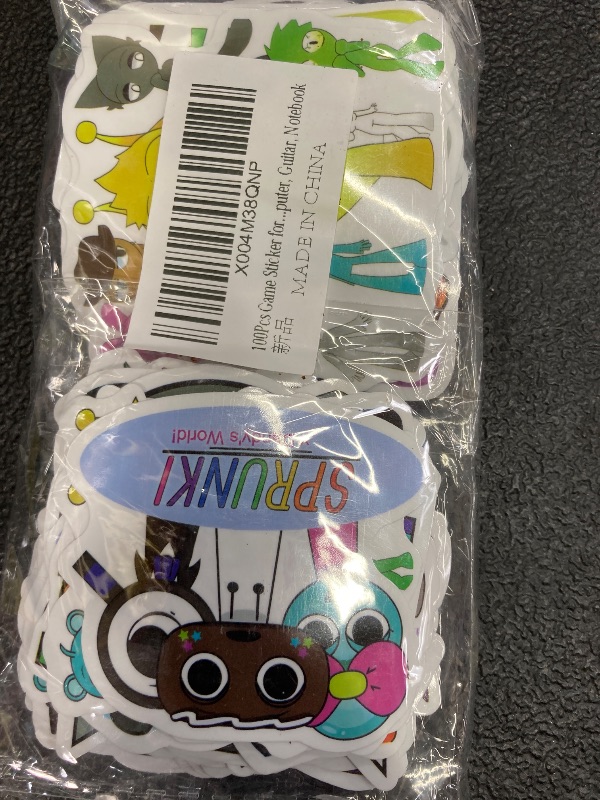 X004M38QNP
100Pcs Game Sticker for...puter, Guitar, Notebook
新品
MADE IN CHINA
SPRUNKI
World!